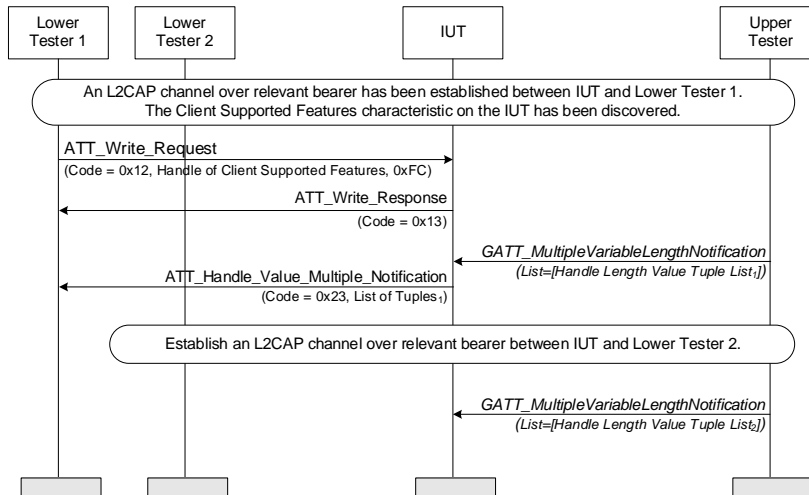 Lower
Tester 1
Lower
Tester 2
IUT
Upper
Tester
An L2CAP channel over relevant bearer has been established between IUT and Lower Tester 1.
The Client Supported Features characteristic on the IUT has been discovered.
ATT_Write_Request
(Code = 0x12, Handle of Client Supported Features, 0xFC)
ATT_Write_Response
(Code = 0x13)
GATT_MultipleVariableLengthNotification
(List=[Handle Length Value Tuple List₁])
ATT_Handle_Value_Multiple_Notification
(Code = 0x23, List of Tuples₁)
Establish an L2CAP channel over relevant bearer between IUT and Lower Tester 2.
GATT_MultipleVariableLengthNotification
(List=[Handle Length Value Tuple List₂])